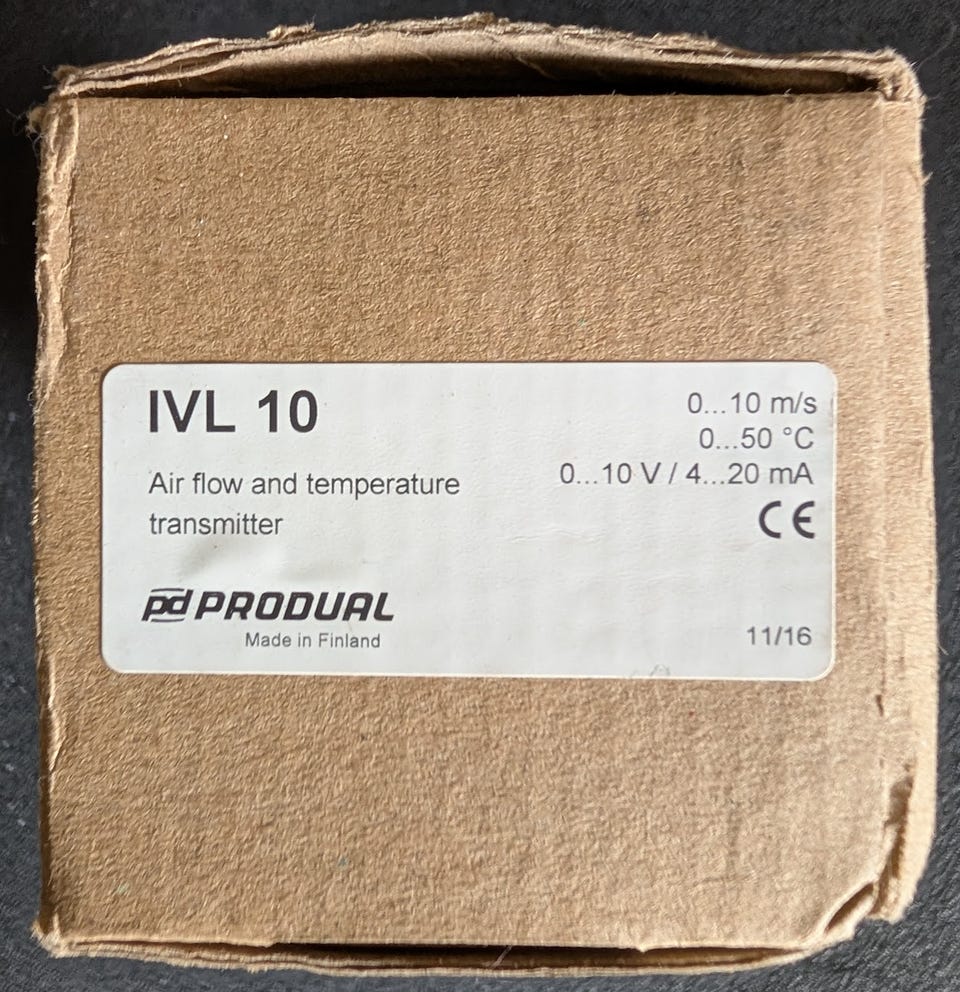 IVL 10
0...10 m/s
0...50 °C
0...10 V / 4...20 mA
Air flow and temperature
transmitter
CE
pd PRODUAL
Made in Finland
11/16